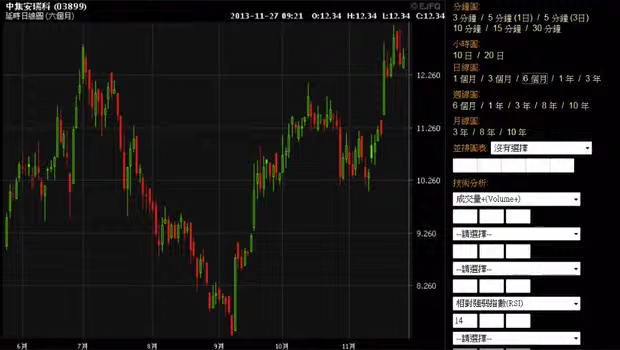 中集安瑞科 (03899)
延時日線圖 (六個月)
2013-11-27 09:21 O:12.34 H:12.34 L:12.34 C:12.34
© EJFQ
12.260
11.260
10.260
9.260
8.260
6月 7月 8月 9月 10月 11月
分鐘圖:
3 分鐘 / 5 分鐘 (1日) / 5 分鐘 (3日)
10 分鐘 / 15 分鐘 / 30 分鐘
小時圖:
10 日 / 20 日
日線圖:
1 個月 / 3 個月 / 6 個月 / 1 年 / 3 年
週線圖:
6 個月 / 1 年 / 3 年 / 8 年 / 10 年
月線圖:
3 年 / 8 年 / 10 年
並排圖表: 沒有選擇
技術分析:
成交量+(Volume+)
--請選擇--
--請選擇--
相對強弱指數(RSI)
14
--請選擇--